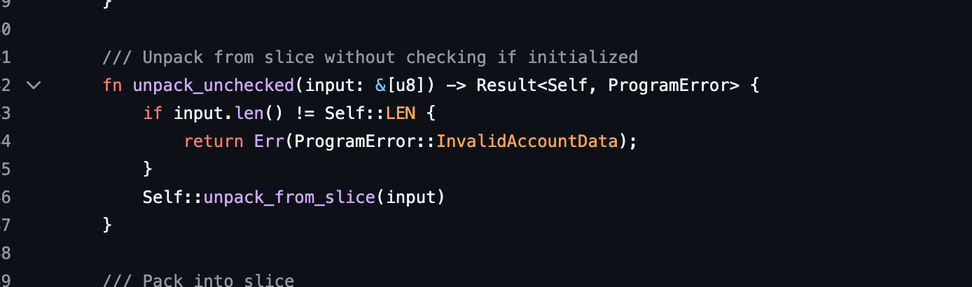 9 }
0
1 /// Unpack from slice without checking if initialized
2 fn unpack_unchecked(input: &[u8]) -> Result<Self, ProgramError> {
3 if input.len() != Self::LEN {
4 return Err(ProgramError::InvalidAccountData);
5 }
6 Self::unpack_from_slice(input)
7 }
8
9 /// Pack into slice